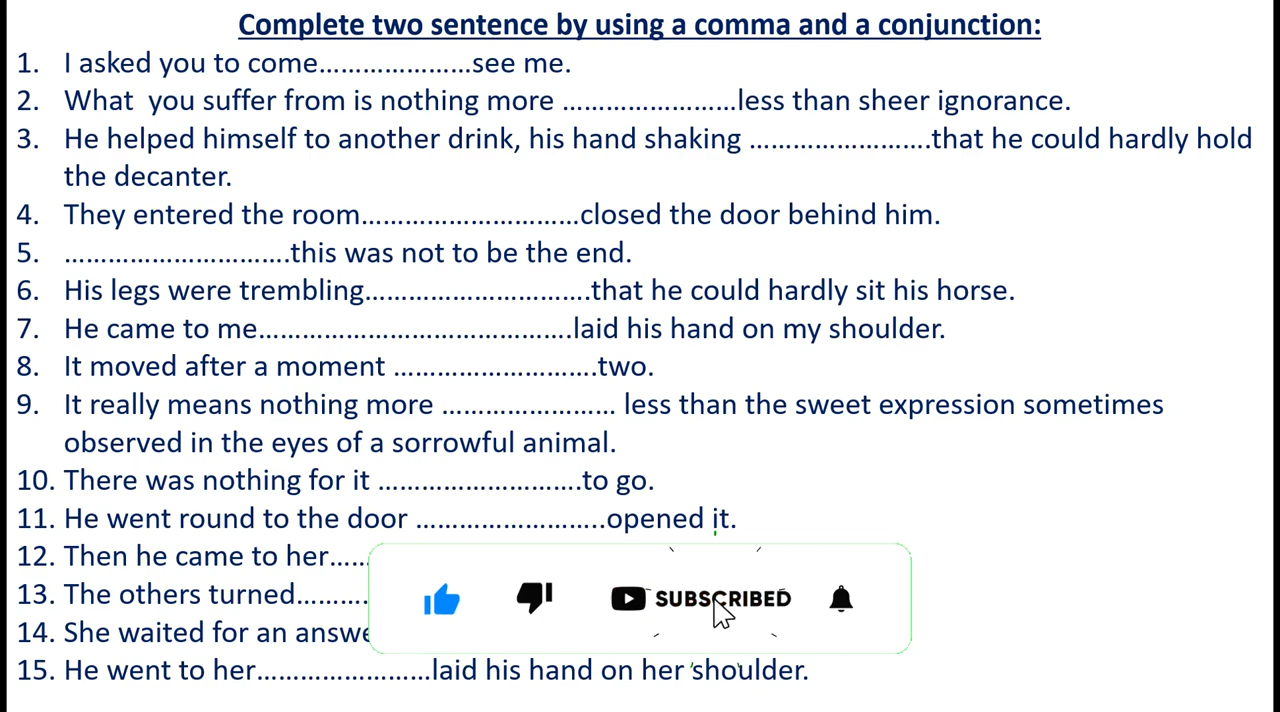 Complete two sentence by using a comma and a conjunction:
1. I asked you to come…………………see me.
2. What you suffer from is nothing more ……………………less than sheer ignorance.
3. He helped himself to another drink, his hand shaking …………………….that he could hardly hold
the decanter.
4. They entered the room…………………………closed the door behind him.
5. ………………………….this was not to be the end.
6. His legs were trembling………………………….that he could hardly sit his horse.
7. He came to me…………………………………….laid his hand on my shoulder.
8. It moved after a moment ……………………….two.
9. It really means nothing more …………………… less than the sweet expression sometimes
observed in the eyes of a sorrowful animal.
10. There was nothing for it ……………………….to go.
11. He went round to the door ……………………..opened it.
12. Then he came to her…..
13. The others turned………
14. She waited for an
SUBSCRIBED
15. He went to her……………………laid his hand on her shoulder.